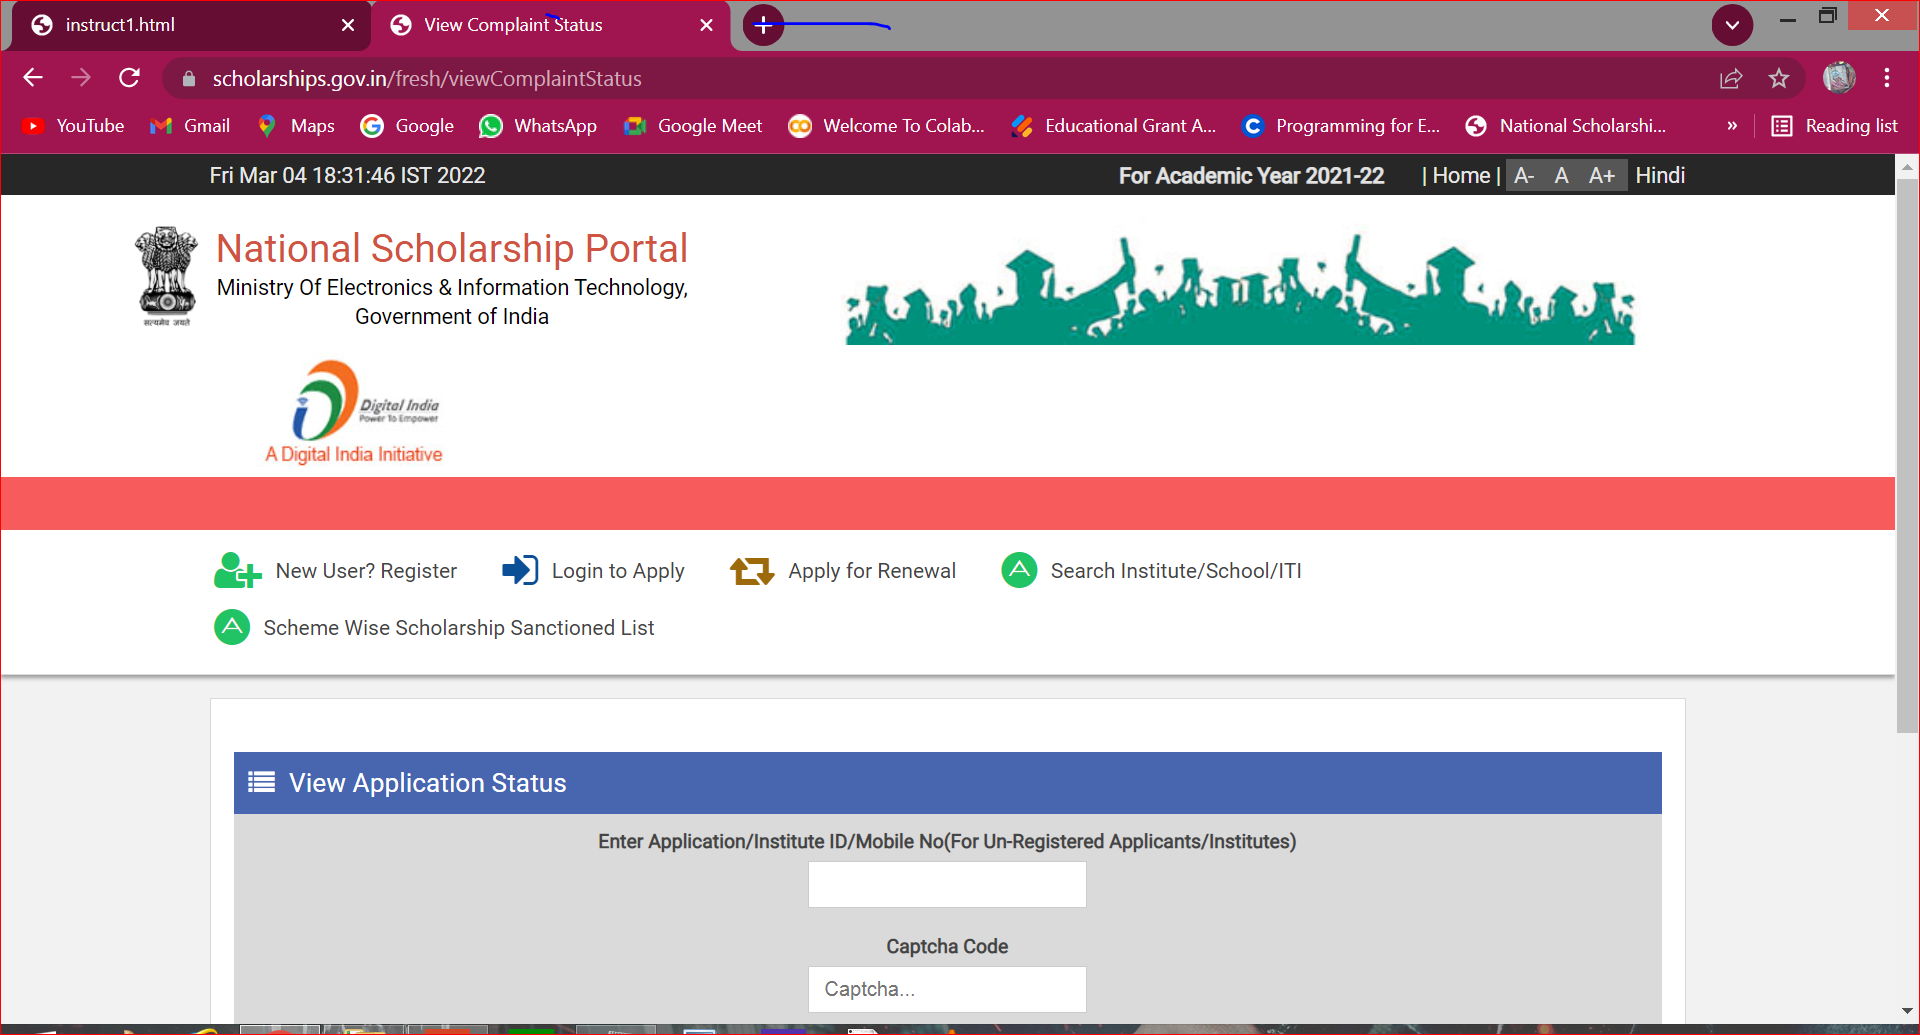 instruct1.html
View Complaint Status
scholarships.gov.in/fresh/viewComplaintStatus
YouTube Gmail Maps Google WhatsApp Google Meet Welcome To Colab... Educational Grant A... Programming for E... National Scholarshi... » Reading list
Fri Mar 04 18:31:46 IST 2022 For Academic Year 2021-22 | Home | A- A A+ Hindi
National Scholarship Portal
Ministry Of Electronics & Information Technology,
Government of India
सत्यमेव जयते
Digital India
Power To Empower
A Digital India Initiative
New User? Register Login to Apply Apply for Renewal Search Institute/School/ITI
Scheme Wise Scholarship Sanctioned List
View Application Status
Enter Application/Institute ID/Mobile No(For Un-Registered Applicants/Institutes)
Captcha Code
Captcha...